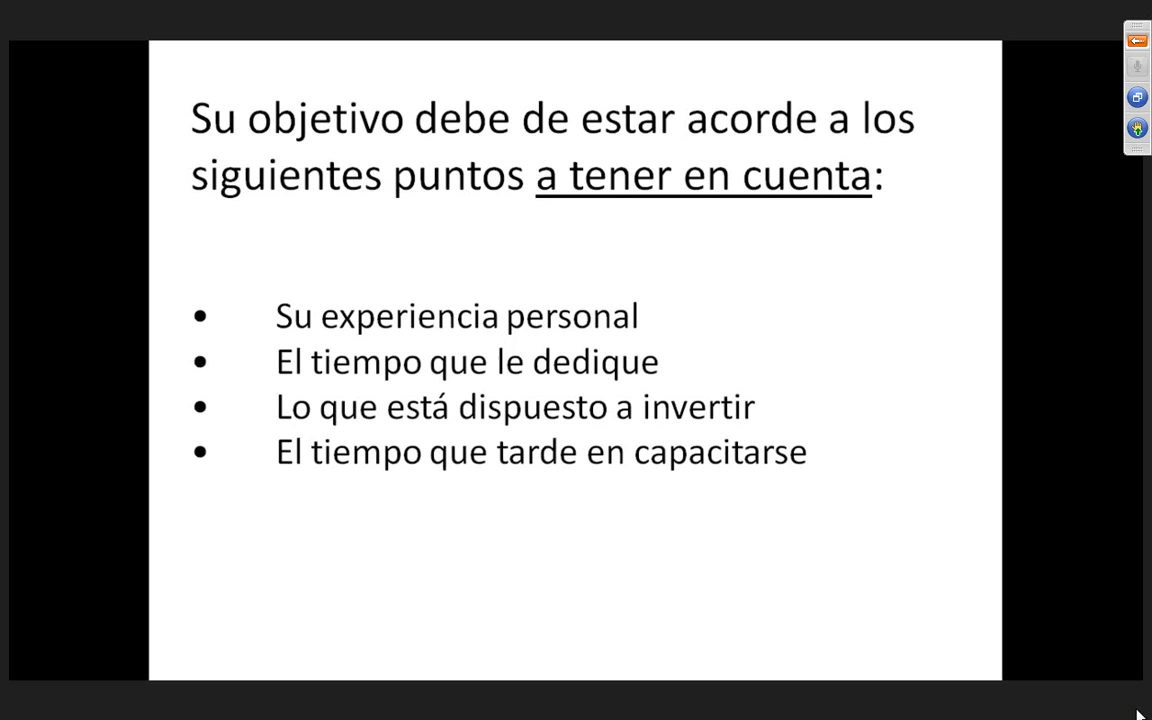 Su objetivo debe de estar acorde a los
siguientes puntos a tener en cuenta:
• Su experiencia personal
• El tiempo que le dedique
• Lo que está dispuesto a invertir
• El tiempo que tarde en capacitarse